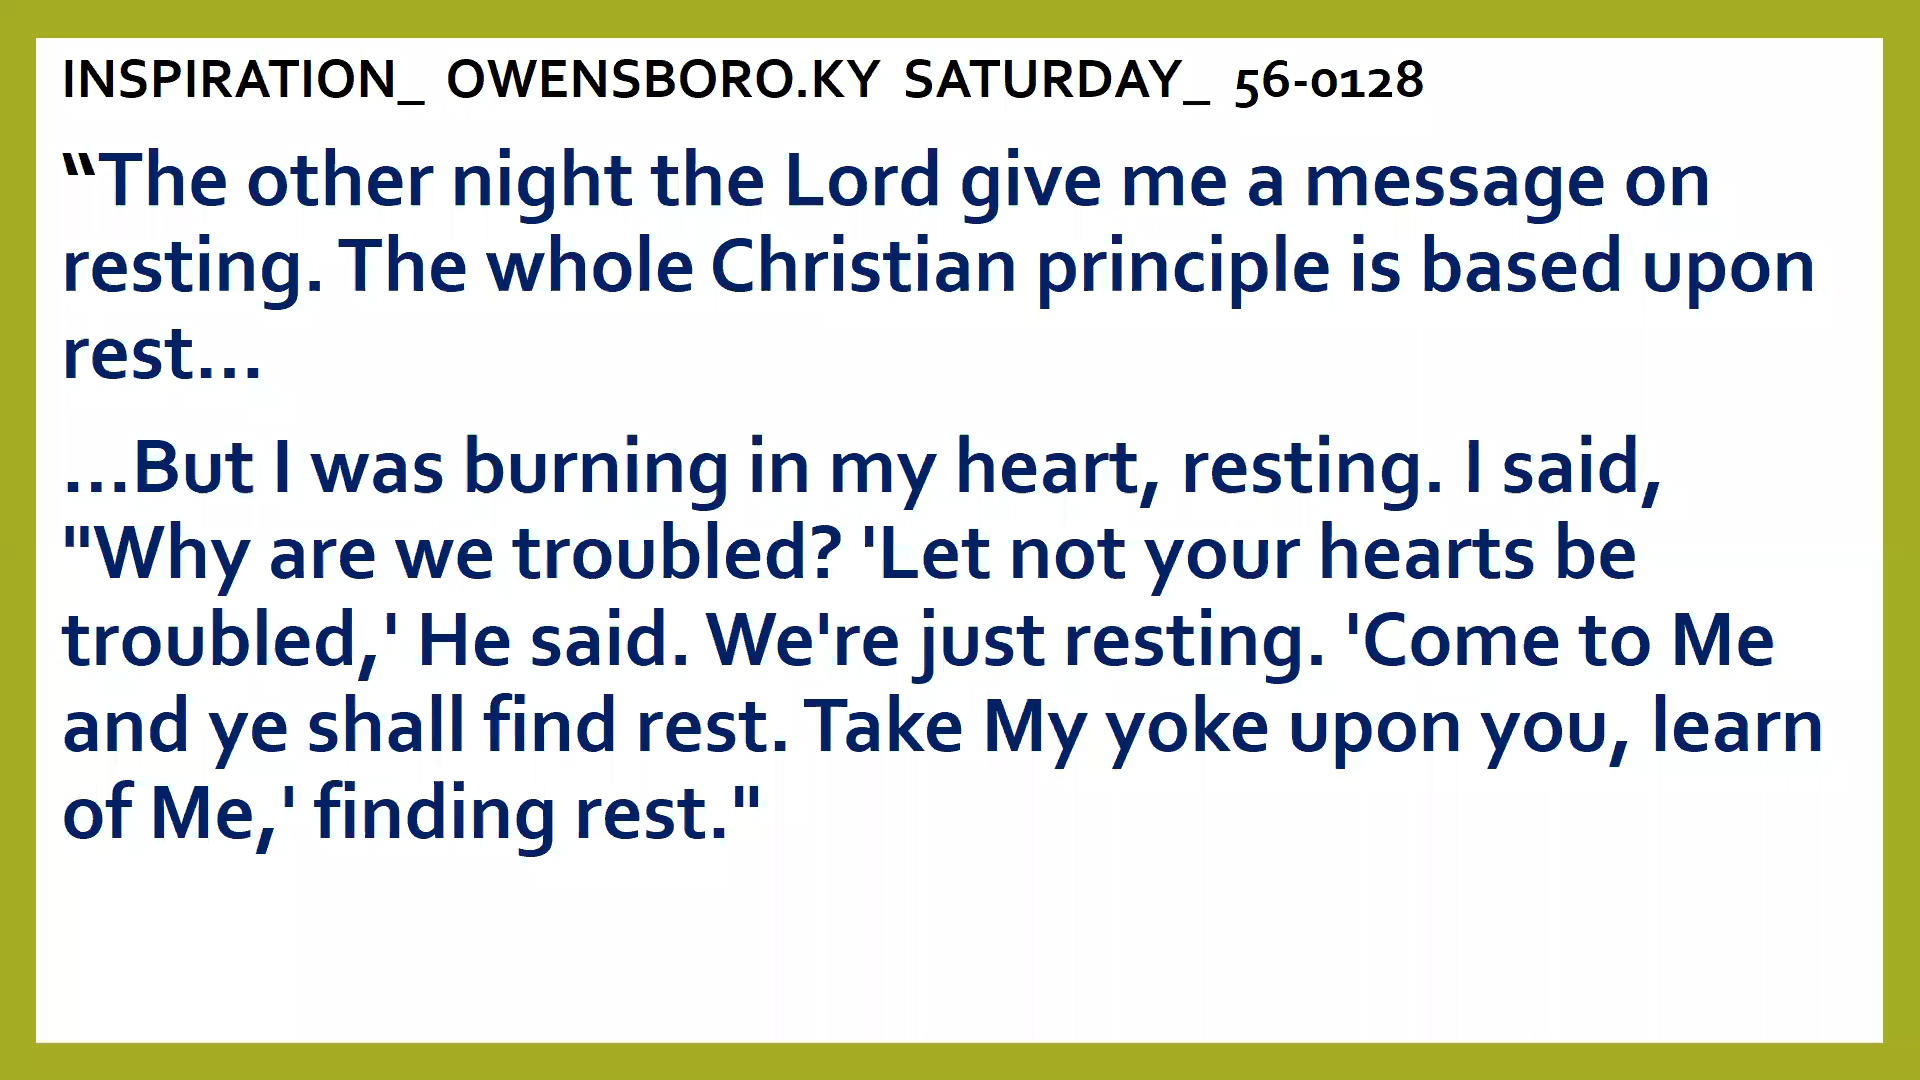 INSPIRATION_ OWENSBORO.KY SATURDAY_ 56-0128
“The other night the Lord give me a message on
resting. The whole Christian principle is based upon
rest...
...But I was burning in my heart, resting. I said,
"Why are we troubled? 'Let not your hearts be
troubled,' He said. We're just resting. 'Come to Me
and ye shall find rest. Take My yoke upon you, learn
of Me,' finding rest."